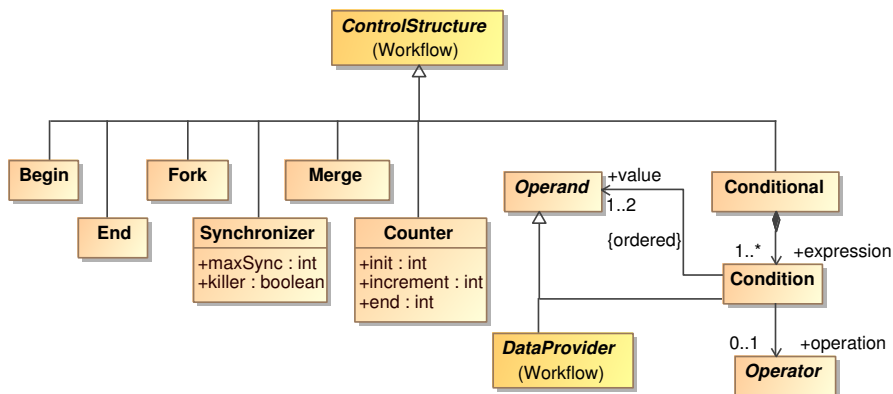 ControlStructure
(Workflow)
Begin
Fork
Merge
Operand
+value
1..2
{ordered}
Conditional
End
Synchronizer
+maxSync : int
+killer : boolean
Counter
+init : int
+increment : int
+end : int
1..*
+expression
Condition
DataProvider
(Workflow)
0..1
+operation
Operator